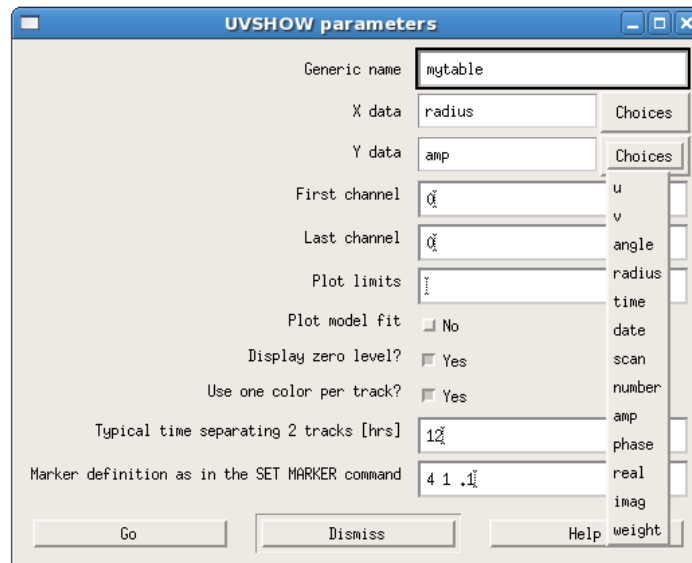 UVSHOW parameters
Generic name mytable
X data radius Choices
Y data amp Choices
First channel 0
Last channel 0
Plot limits
Plot model fit No
Display zero level? Yes
Use one color per track? Yes
Typical time separating 2 tracks [hrs] 12
Marker definition as in the SET MARKER command 4 1 .1
u
v
angle
radius
time
date
scan
number
amp
phase
real
imag
weight
Go Dismiss Help